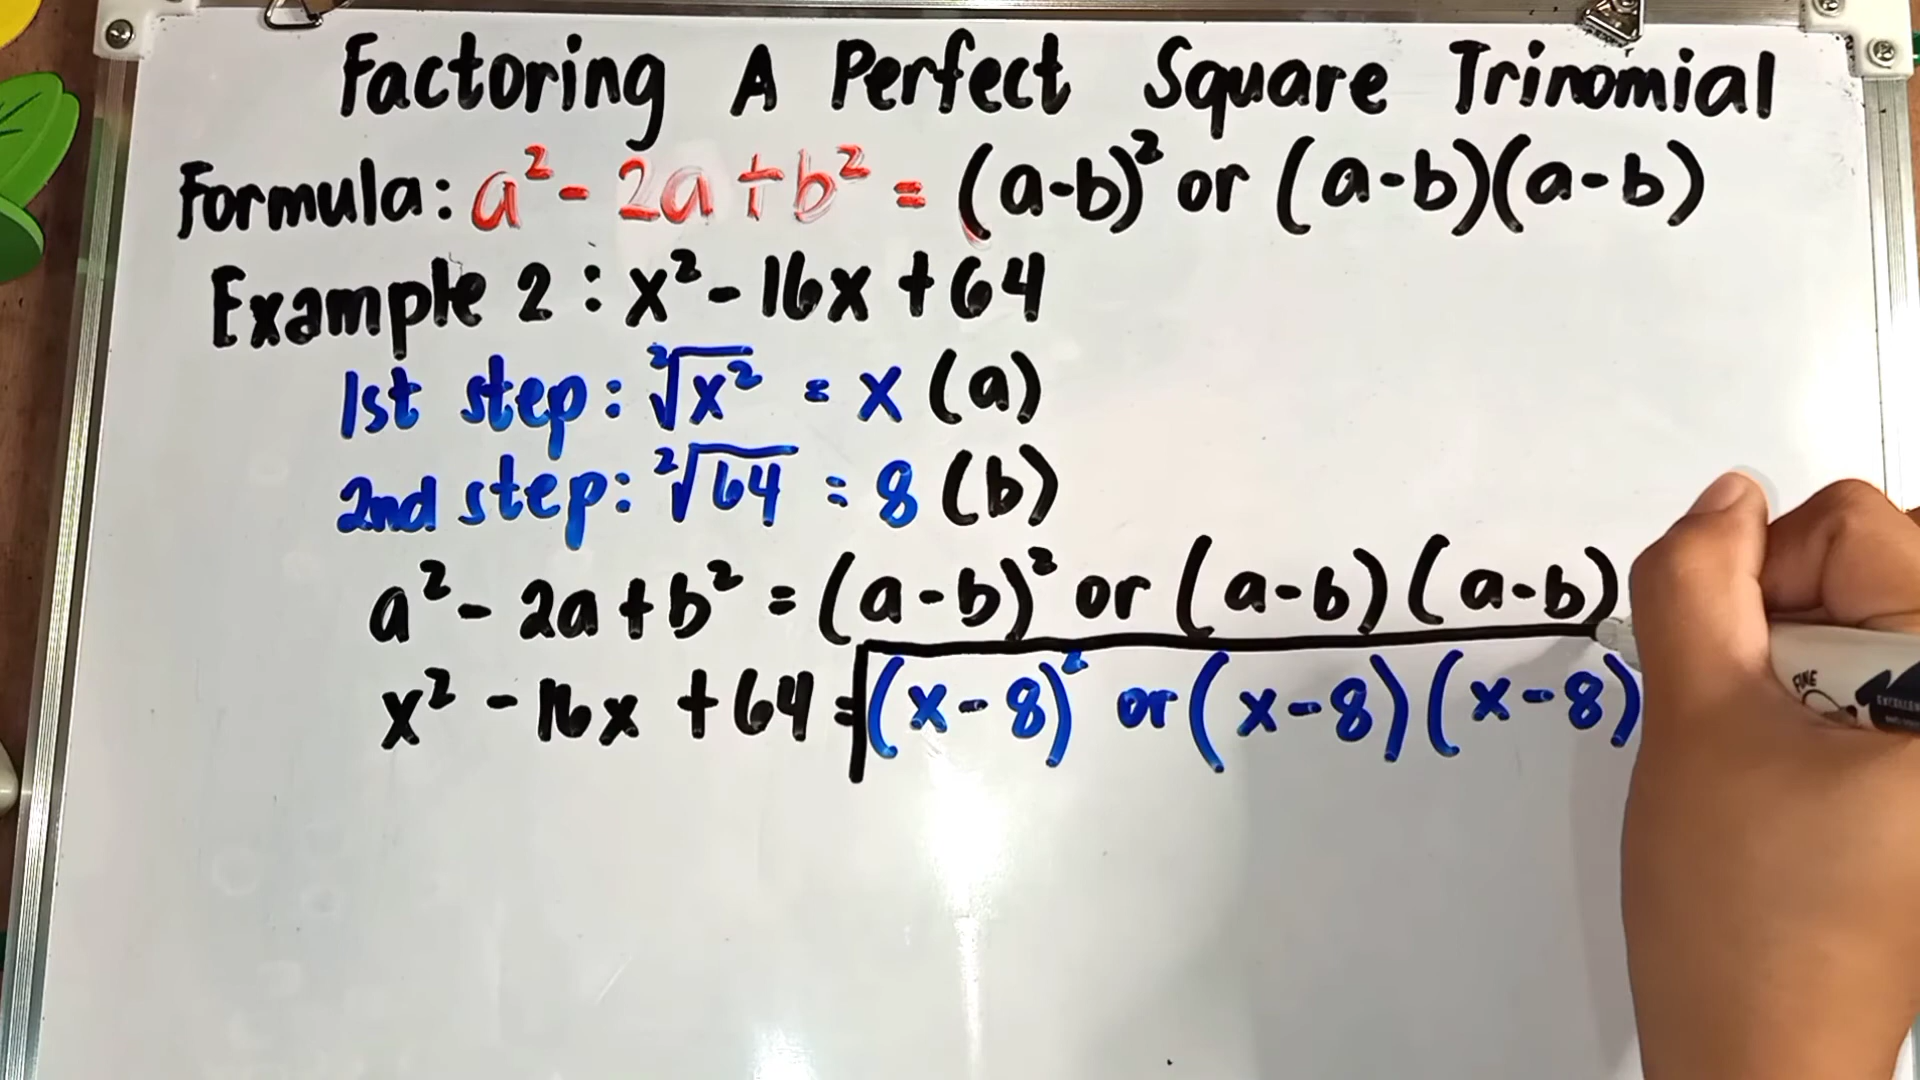 Factoring A Perfect Square Trinomial
Formula: a² - 2a + b² = (a-b)² or (a-b)(a-b)
Example 2 : x² - 16x + 64
1st step: ²√x² = x (a)
2nd step: ²√64 = 8 (b)
a² - 2a + b² = (a-b)² or (a-b) (a-b)
x² - 16x + 64 = (x-8)² or (x-8) (x-8)
FINE